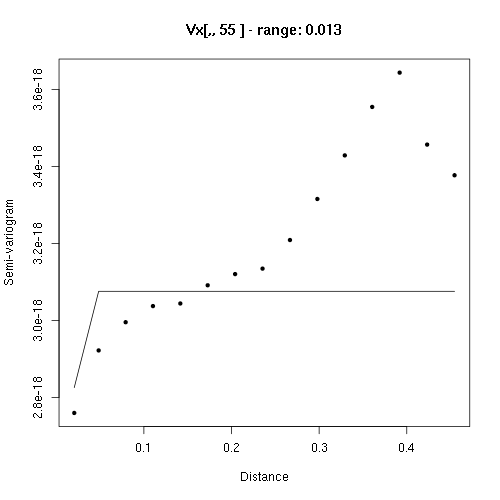 Vx[,, 55 ] - range: 0.013
Semi-variogram
3.6e-18
3.4e-18
3.2e-18
3.0e-18
2.8e-18
0.1 0.2 0.3 0.4
Distance